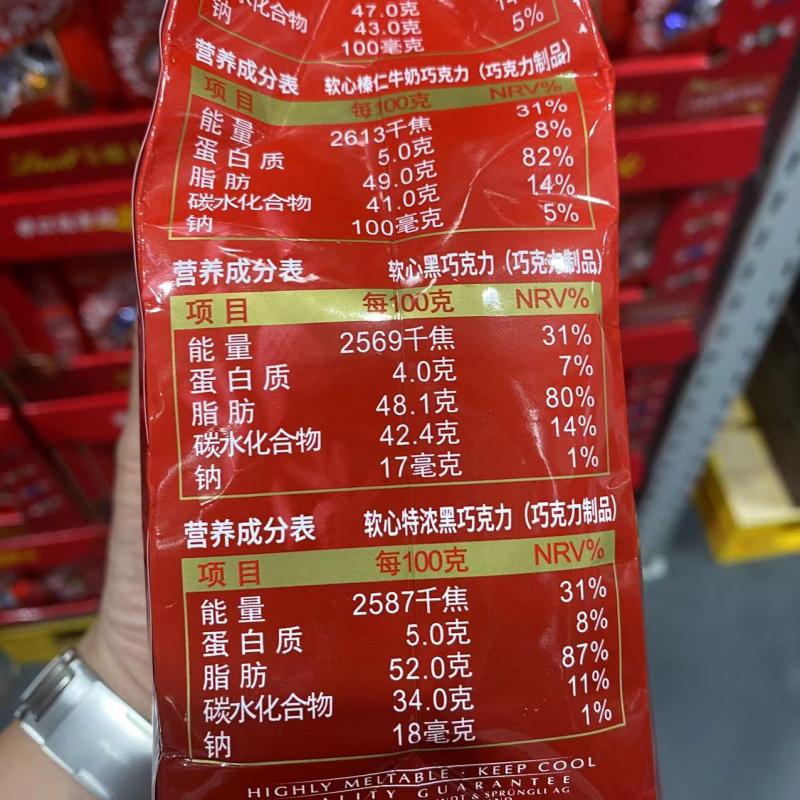 47.0克
碳水化合物 43.0克
钠 100毫克 5%
营养成分表 软心榛仁牛奶巧克力（巧克力制品）
项目 每100克 NRV%
能量 2613千焦 31%
蛋白质 5.0克 8%
脂肪 49.0克 82%
碳水化合物 41.0克 14%
钠 100毫克 5%
营养成分表 软心黑巧克力（巧克力制品）
项目 每100克 NRV%
能量 2569千焦 31%
蛋白质 4.0克 7%
脂肪 48.1克 80%
碳水化合物 42.4克 14%
钠 17毫克 1%
营养成分表 软心特浓黑巧克力（巧克力制品）
项目 每100克 NRV%
能量 2587千焦 31%
蛋白质 5.0克 8%
脂肪 52.0克 87%
碳水化合物 34.0克 11%
钠 18毫克 1%
HIGHLY MELTABLE · KEEP COOL
QUALITY GUARANTEE
& SPRÜNGLI AG